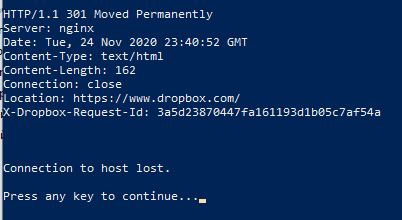 HTTP/1.1 301 Moved Permanently
Server: nginx
Date: Tue, 24 Nov 2020 23:40:52 GMT
Content-Type: text/html
Content-Length: 162
Connection: close
Location: https://www.dropbox.com/
X-Dropbox-Request-Id: 3a5d23870447fa161193d1b05c7af54a
Connection to host lost.
Press any key to continue...